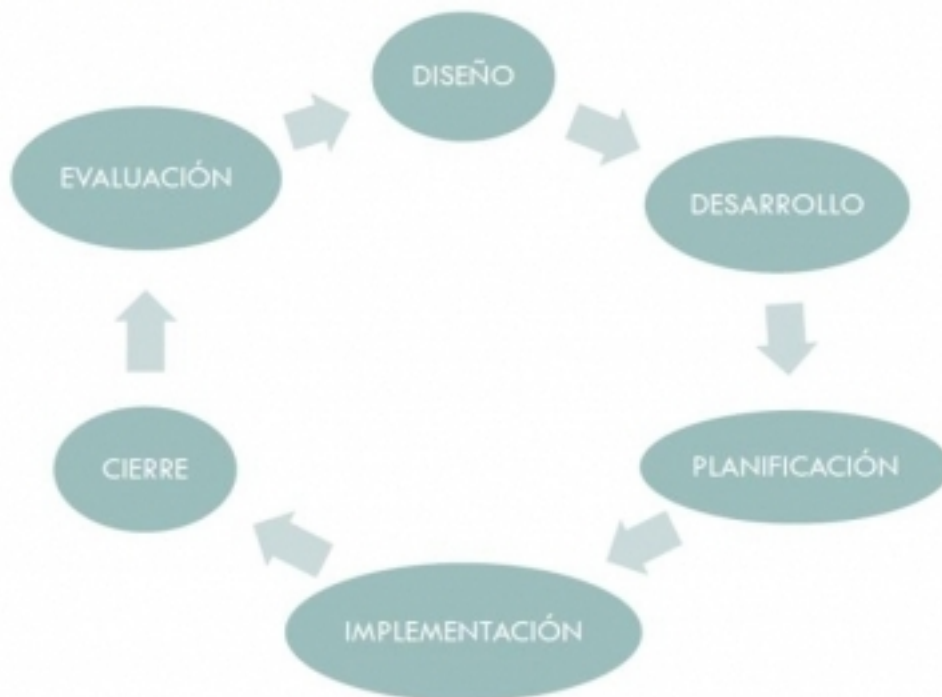 DISEÑO
DESARROLLO
PLANIFICACIÓN
IMPLEMENTACIÓN
CIERRE
EVALUACIÓN